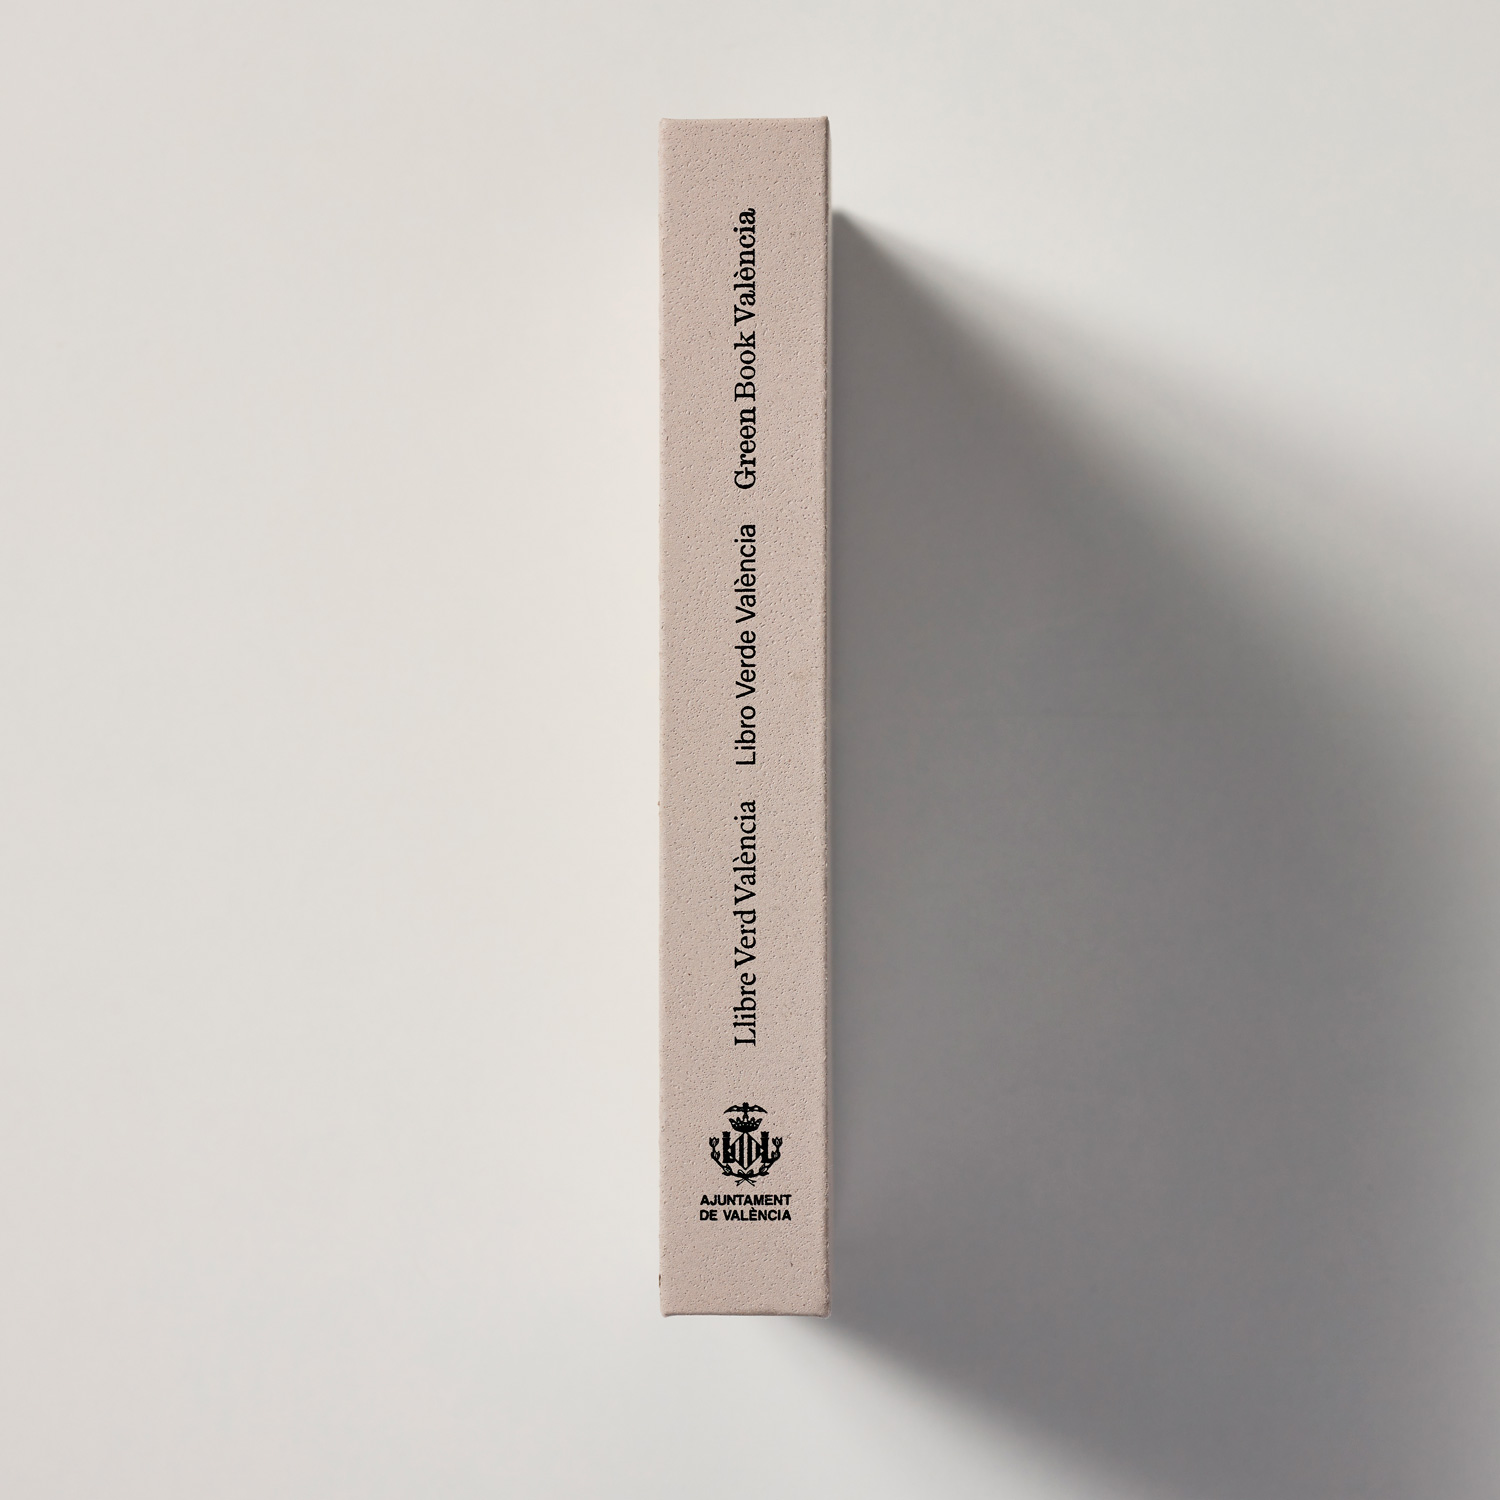 Llibre Verd València
Libro Verde València
Green Book València
AJUNTAMENT
DE VALÈNCIA